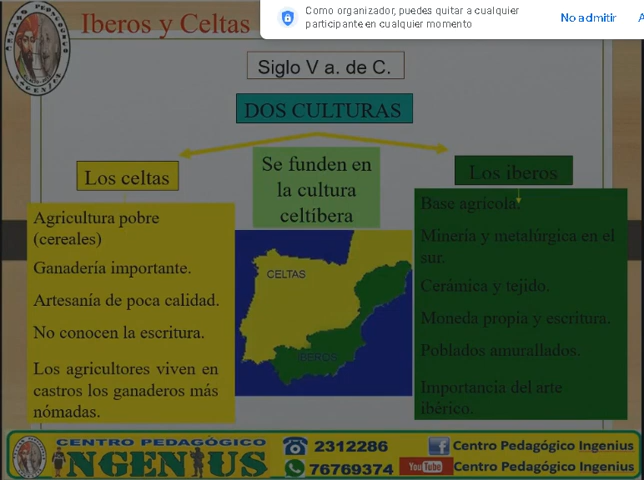 Iberos y Celtas
Como organizador, puedes quitar a cualquier
participante en cualquier momento
No admitir
A
Siglo V a. de C.
DOS CULTURAS
Los celtas
Se funden en
la cultura
celtíbera
Los iberos
Agricultura pobre
(cereales)
Ganadería importante.
Artesanía de poca calidad.
No conocen la escritura.
Los agricultores viven en
castros los ganaderos más
nómadas.
CELTAS
IBEROS
Base agrícola.
Minería y metalúrgica en el
sur.
Cerámica y tejido.
Moneda propia y escritura.
Poblados amurallados.
Importancia del arte
ibérico.
CENTRO PEDAGÓGICO
INGENIUS
2312286
76769374
Centro Pedagógico Ingenius
YouTube Centro Pedagógico Ingenius